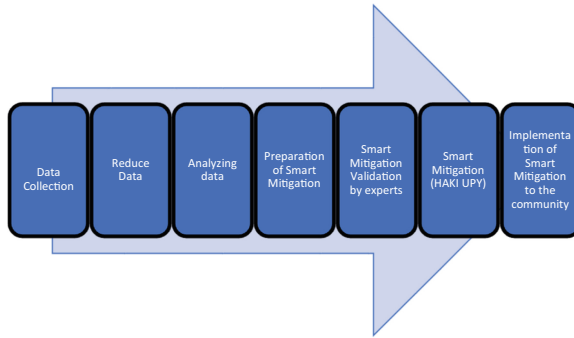 Data
Collection
Reduce
Data
Analyzing
data
Preparation
of Smart
Mitigation
Smart
Mitigation
Validation
by experts
Smart
Mitigation
(HAKI UPY)
Implementa
tion of
Smart
Mitigation
to the
community